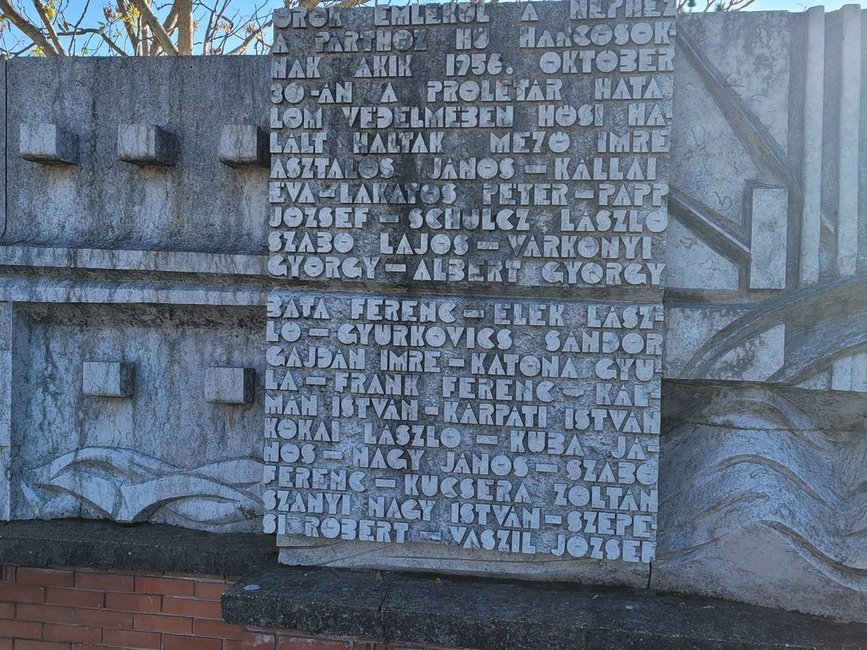 ÖRÖK EMLÉKÜL A NÉPHEZ
A PÁRTHOZ HŰ HARCOSOK
NAK AKIK 1956. OKTÓBER
30-ÁN A PROLETÁR HATA
LOM VÉDELMÉBEN HŐSI HA
LÁLT HALTAK MEZŐ IMRE
ASZTALOS JÁNOS – KÁLLAI
ÉVA – LAKATOS PÉTER – PAPP
JÓZSEF – SCHULCZ LÁSZLÓ
SZABÓ LAJOS – VÁRKONYI
GYÖRGY – ALBERT GYÖRGY
BATA FERENC – ELEK LÁSZ
LÓ – GYURKOVICS SÁNDOR
GAJDÁN IMRE – KATONA GYU
LA – FRANK FERENC – KÁL-
MÁN ISTVÁN – KÁRPÁTI ISTVÁN
KÓKAI LÁSZLÓ – KUBA JÁ-
NOS – NAGY JÁNOS – SZABÓ
FERENC – KUCSERA ZOLTÁN
SZÁNYI NAGY ISTVÁN – SZEPE-
SI RÓBERT – VASZIL JÓZSEF